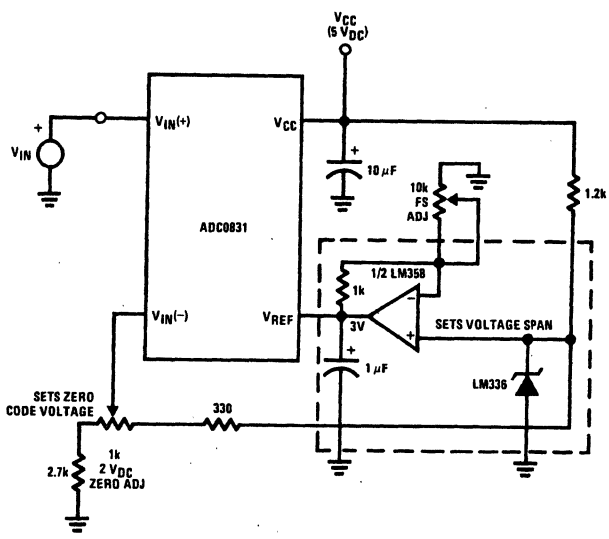 VCC
(5 VDC)
VIN(+)
VCC
+
VIN
+
10 µF
10k
FS
ADJ
1.2k
ADC0831
1/2 LM358
1k
VIN(−)
VREF
3V
−
+
SETS VOLTAGE SPAN
+
1 µF
LM336
SETS ZERO
CODE VOLTAGE
330
1k
2 VDC
ZERO ADJ
2.7k